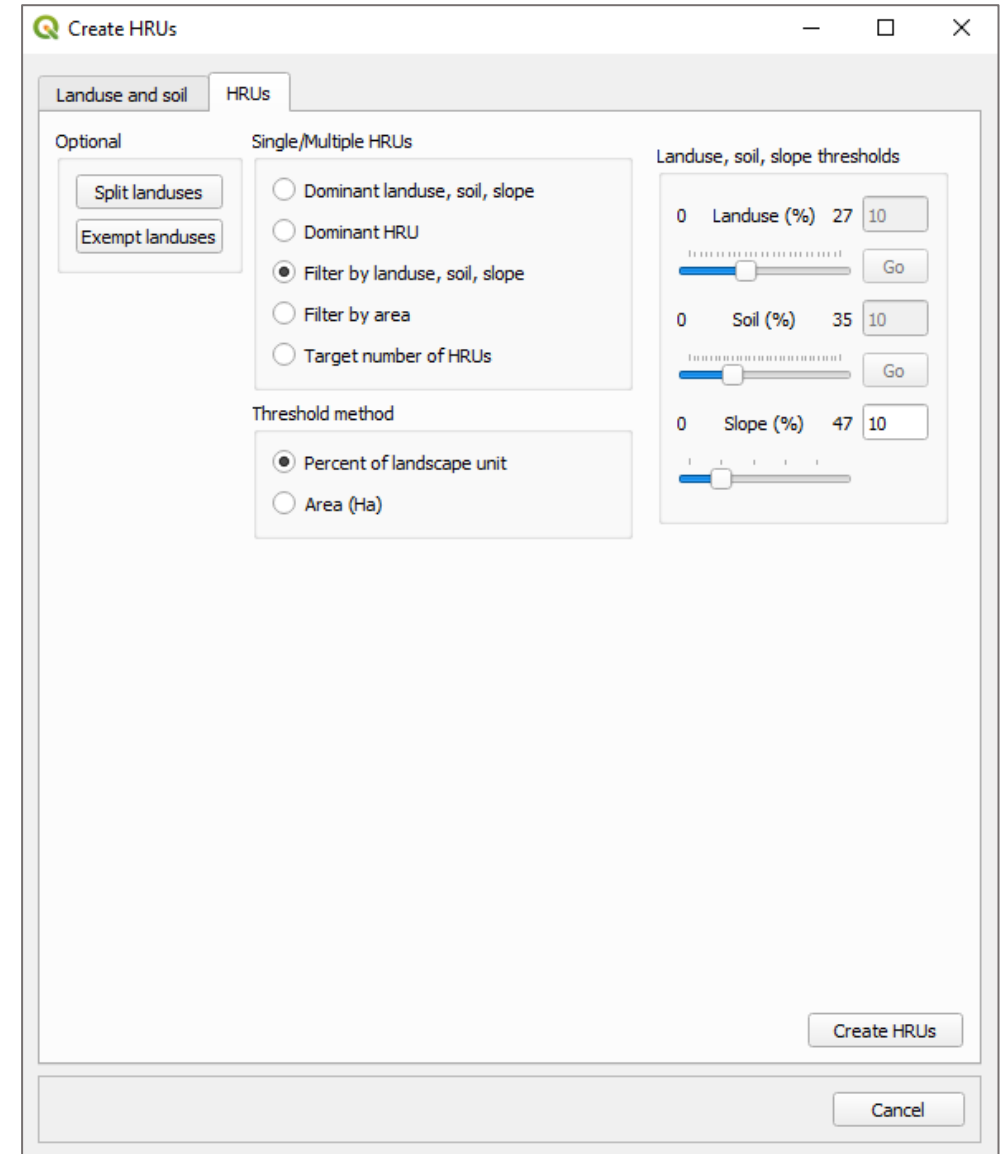 Create HRUs
Landuse and soil
HRUs
Optional
Split landuses
Exempt landuses
Single/Multiple HRUs
Dominant landuse, soil, slope
Dominant HRU
Filter by landuse, soil, slope
Filter by area
Target number of HRUs
Threshold method
Percent of landscape unit
Area (Ha)
Landuse, soil, slope thresholds
0 Landuse (%) 27 10
Go
0 Soil (%) 35 10
Go
0 Slope (%) 47 10
Create HRUs
Cancel